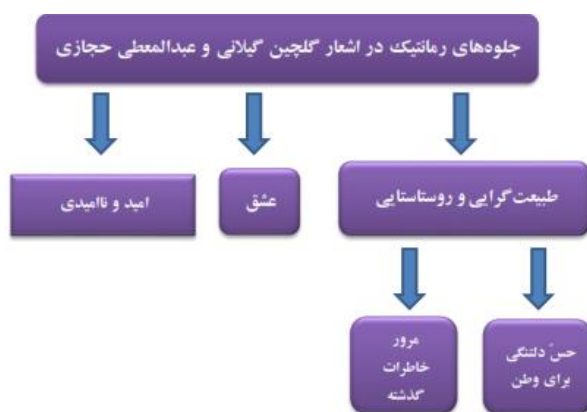 جلوه‌های رمانتیک در اشعار گلچین گیلانی و عبدالمعطی حجازی
طبیعت‌گرایی و روستاستایی
عشق
امید و ناامیدی
حسّ دلتنگی
برای وطن
مرور
خاطرات
گذشته